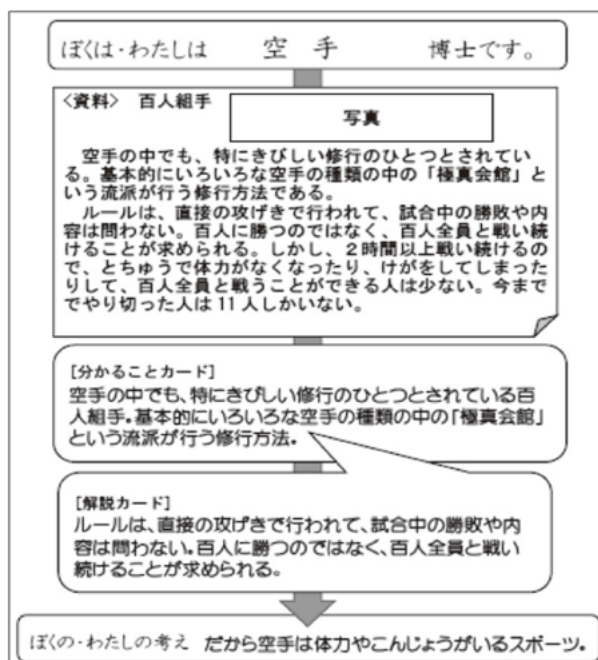 ぼくは・わたしは 空手 博士です。
〈資料〉 百人組手
写真
空手の中でも、特にきびしい修行のひとつとされてい
る。基本的にいろいろな空手の種類の中の「極真会館」と
いう流派が行う修行方法である。
ルールは、直接の攻げきで行われて、試合中の勝敗や内
容は問わない。百人に勝つのではなく、百人全員と戦い続
けることが求められる。しかし、２時間以上戦い続けるの
で、とちゅうで体力がなくなったり、けがをしてしまった
りして、百人全員と戦うことができる人は少ない。今まで
でやり切った人は 11 人しかいない。
[分かることカード]
空手の中でも、特にきびしい修行のひとつとされている百
人組手。基本的にいろいろな空手の種類の中の「極真会館」
という流派が行う修行方法。
[解説カード]
ルールは、直接の攻げきで行われて、試合中の勝敗や内
容は問わない。百人に勝つのではなく、百人全員と戦い
続けることが求められる。
ぼくの・わたしの考え だから空手は体力やこんじょうがいるスポーツ。